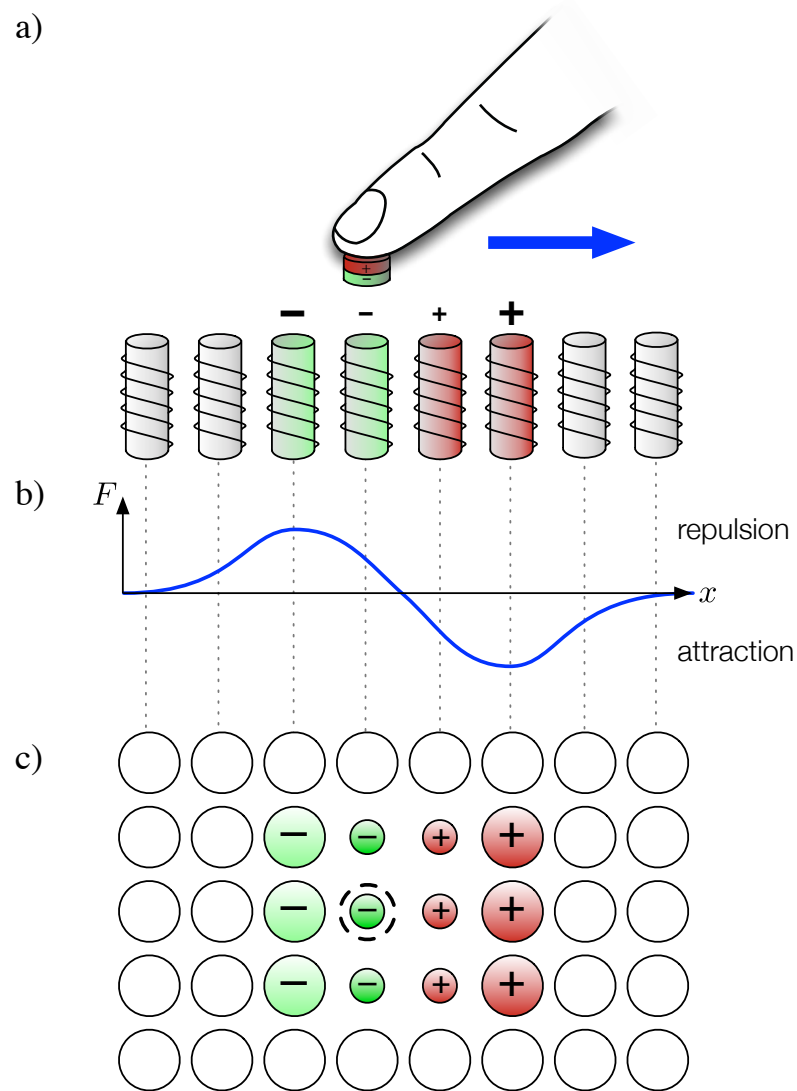 a)
+
−
− − + +
b)
F
repulsion
x
attraction
c)
− − + +
− − + +
− − + +